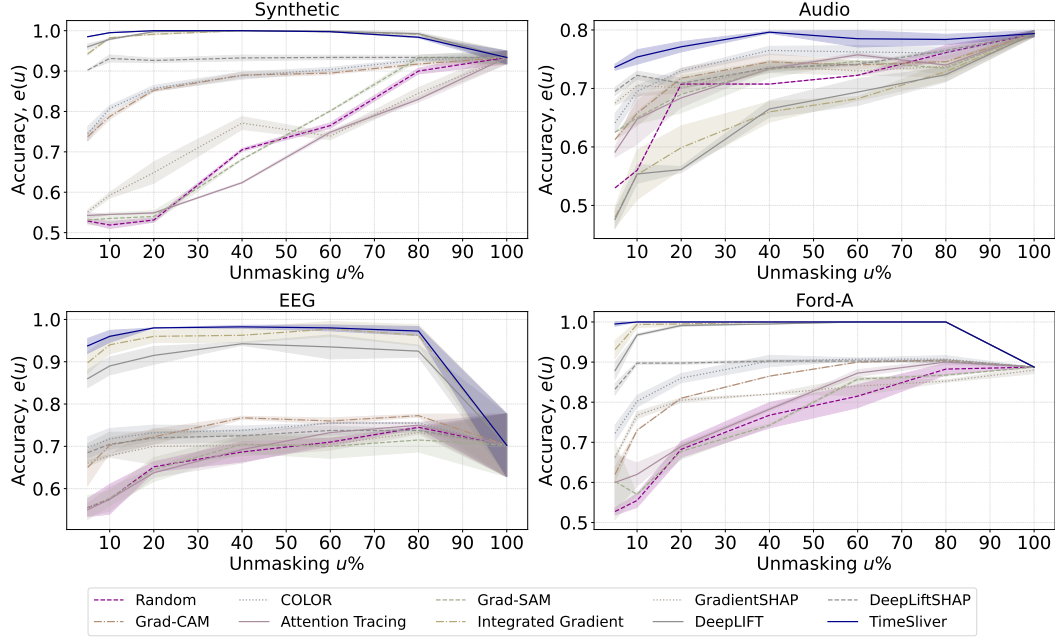 Synthetic
Audio
1.0
0.9
0.8
0.7
0.6
0.5
Accuracy, e(u)
10 20 30 40 50 60 70 80 90 100
Unmasking u%
0.8
0.7
0.6
0.5
Accuracy, e(u)
10 20 30 40 50 60 70 80 90 100
Unmasking u%
EEG
Ford-A
1.0
0.9
0.8
0.7
0.6
Accuracy, e(u)
10 20 30 40 50 60 70 80 90 100
Unmasking u%
1.0
0.9
0.8
0.7
0.6
0.5
Accuracy, e(u)
10 20 30 40 50 60 70 80 90 100
Unmasking u%
Random COLOR Grad-SAM GradientSHAP DeepLiftSHAP
Grad-CAM Attention Tracing Integrated Gradient DeepLIFT TimeSliver